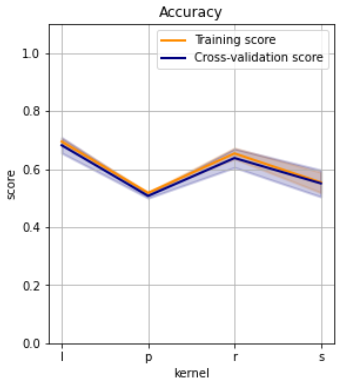 Accuracy
Training score
Cross-validation score
1.0
0.8
0.6
0.4
0.2
0.0
score
l
p
r
s
kernel